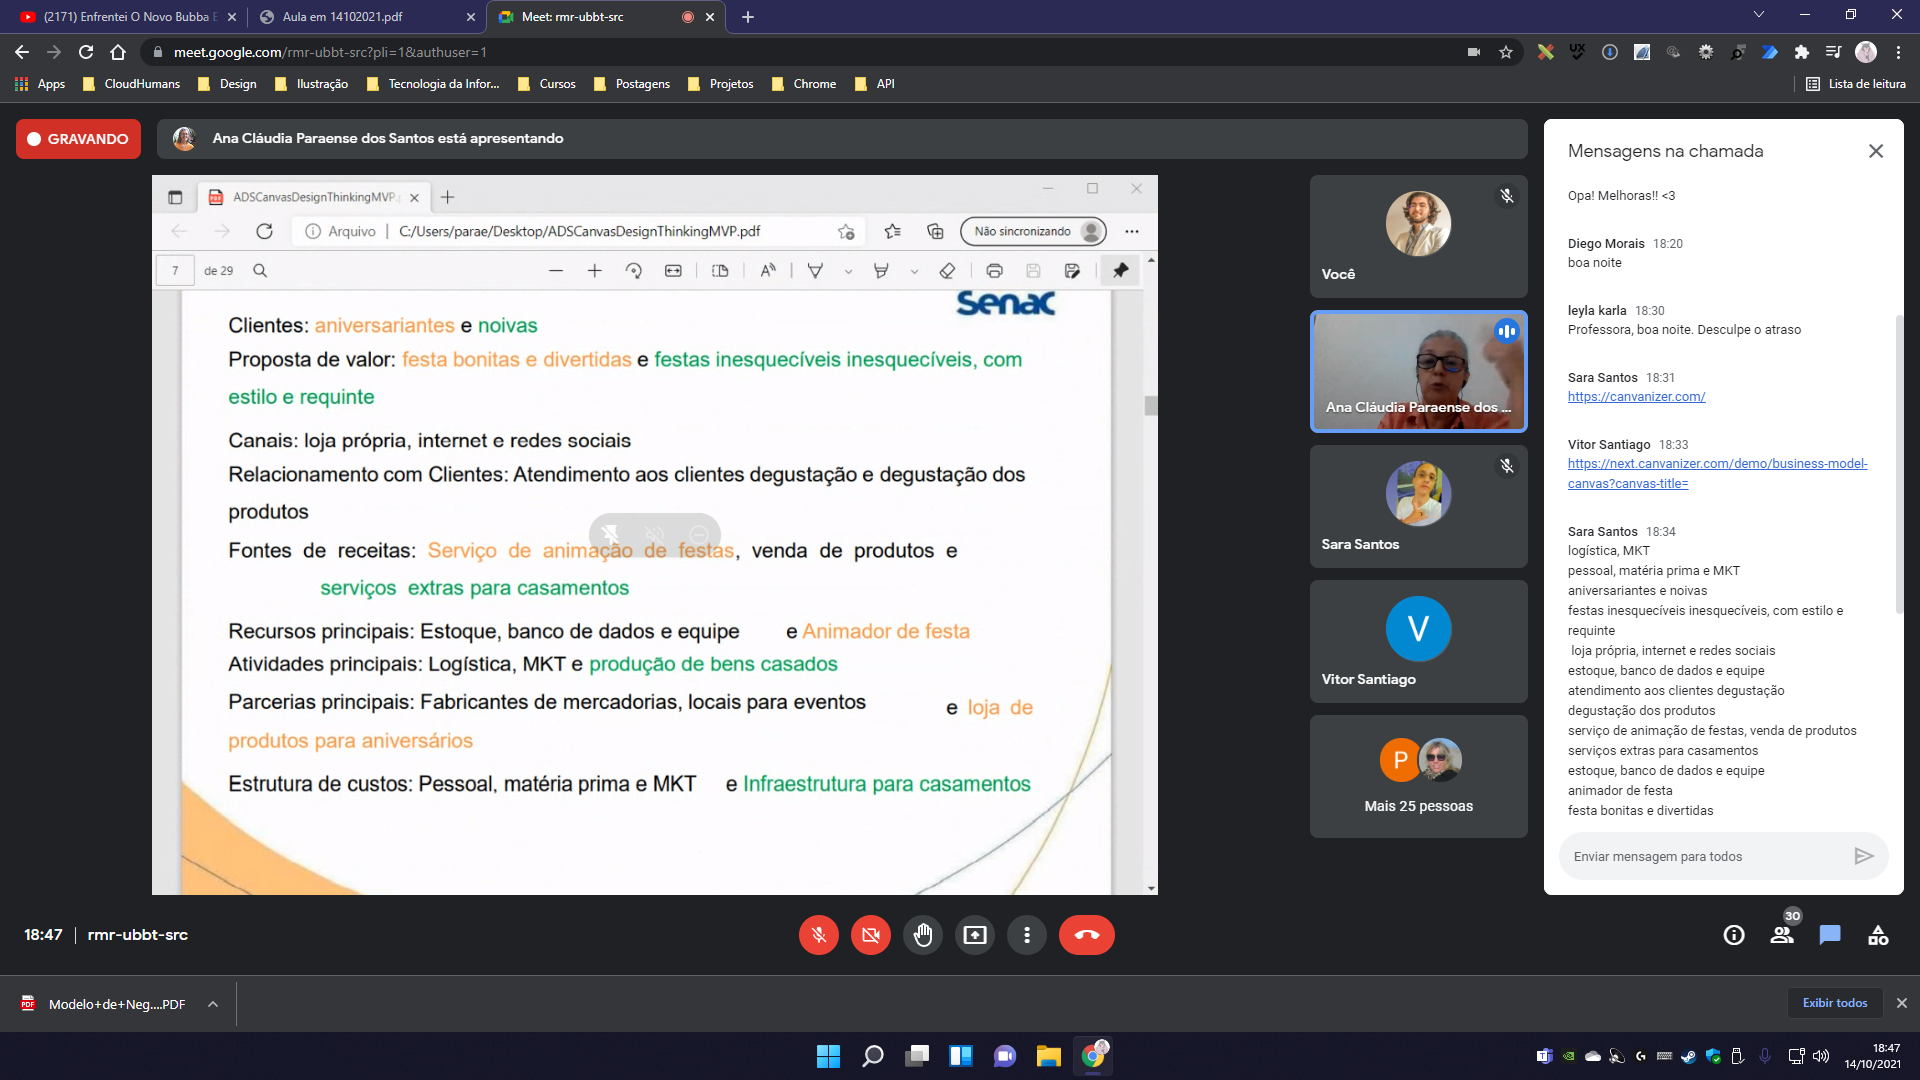 (2171) Enfrentei O Novo Bubba E
Aula em 14102021.pdf
Meet: rmr-ubbt-src
meet.google.com/rmr-ubbt-src?pli=1&authuser=1
Apps
CloudHumans
Design
Ilustração
Tecnologia da Infor...
Cursos
Postagens
Projetos
Chrome
API
Lista de leitura
GRAVANDO
Ana Cláudia Paraense dos Santos está apresentando
ADSCanvasDesignThinkingMVP.p
Arquivo
C:/Users/parae/Desktop/ADSCanvasDesignThinkingMVP.pdf
Não sincronizando
7
de 29
Senac
Clientes: aniversariantes e noivas
Proposta de valor: festa bonitas e divertidas e festas inesquecíveis inesquecíveis, com
estilo e requinte
Canais: loja própria, internet e redes sociais
Relacionamento com Clientes: Atendimento aos clientes degustação e degustação dos
produtos
Fontes de receitas: Serviço de animação de festas, venda de produtos e
serviços extras para casamentos
Recursos principais: Estoque, banco de dados e equipe e Animador de festa
Atividades principais: Logística, MKT e produção de bens casados
Parcerias principais: Fabricantes de mercadorias, locais para eventos e loja de
produtos para aniversários
Estrutura de custos: Pessoal, matéria prima e MKT e Infraestrutura para casamentos
Você
Ana Cláudia Paraense dos ...
Sara Santos
V
Vitor Santiago
P
Mais 25 pessoas
Mensagens na chamada
Opa! Melhoras!! <3
Diego Morais 18:20
boa noite
leyla karla 18:30
Professora, boa noite. Desculpe o atraso
Sara Santos 18:31
https://canvanizer.com/
Vitor Santiago 18:33
https://next.canvanizer.com/demo/business-model-
canvas?canvas-title=
Sara Santos 18:34
logística, MKT
pessoal, matéria prima e MKT
aniversariantes e noivas
festas inesquecíveis inesquecíveis, com estilo e
requinte
loja própria, internet e redes sociais
estoque, banco de dados e equipe
atendimento aos clientes degustação
degustação dos produtos
serviço de animação de festas, venda de produtos
serviços extras para casamentos
estoque, banco de dados e equipe
animador de festa
festa bonitas e divertidas
Enviar mensagem para todos
18:47
rmr-ubbt-src
30
Modelo+de+Neg....PDF
Exibir todos
18:47
14/10/2021